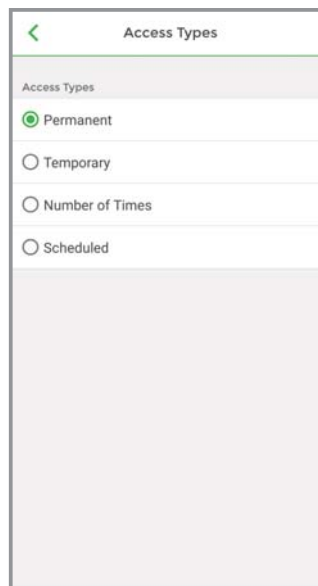 Access Types
Access Types
Permanent
Temporary
Number of Times
Scheduled